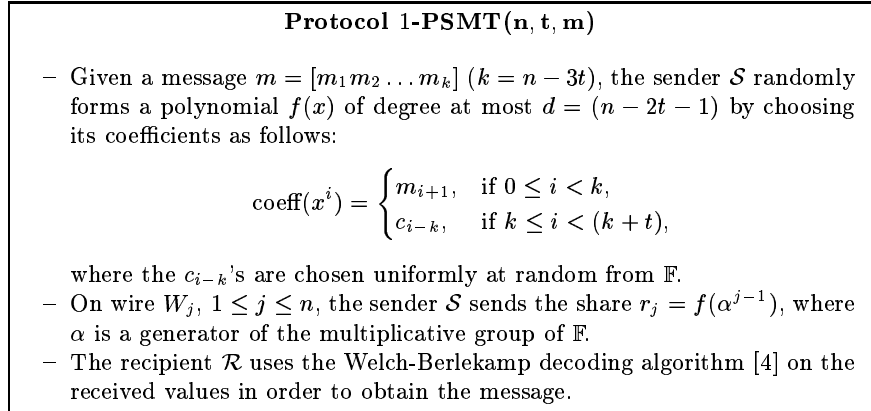 Protocol 1-PSMT(n, t, m)
– Given a message m = [m₁m₂ … mₖ] (k = n − 3t), the sender 𝒮 randomly
forms a polynomial f(x) of degree at most d = (n − 2t − 1) by choosing
its coefficients as follows:
coeff(xⁱ) = { mᵢ₊₁, if 0 ≤ i < k,
cᵢ₋ₖ, if k ≤ i < (k + t),
where the cᵢ₋ₖ's are chosen uniformly at random from 𝔽.
– On wire Wⱼ, 1 ≤ j ≤ n, the sender 𝒮 sends the share rⱼ = f(αʲ⁻¹), where
α is a generator of the multiplicative group of 𝔽.
– The recipient ℛ uses the Welch-Berlekamp decoding algorithm [4] on the
received values in order to obtain the message.